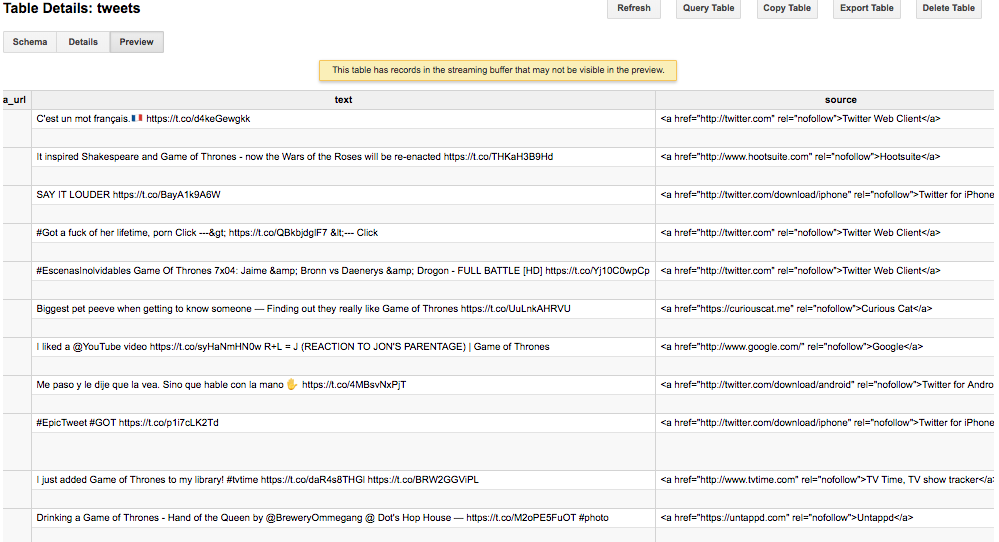 Table Details: tweets
Refresh Query Table Copy Table Export Table Delete Table
Schema Details Preview
This table has records in the streaming buffer that may not be visible in the preview.
a_url text source
C'est un mot français.🇫🇷 https://t.co/d4keGewgkk <a href="http://twitter.com" rel="nofollow">Twitter Web Client</a>
It inspired Shakespeare and Game of Thrones - now the Wars of the Roses will be re-enacted https://t.co/THKaH3B9Hd <a href="http://www.hootsuite.com" rel="nofollow">Hootsuite</a>
SAY IT LOUDER https://t.co/BayA1k9A6W <a href="http://twitter.com/download/iphone" rel="nofollow">Twitter for iPhone
#Got a fuck of her lifetime, porn Click ---&gt; https://t.co/QBkbjdglF7 &lt;--- Click <a href="http://twitter.com" rel="nofollow">Twitter Web Client</a>
#EscenasInolvidables Game Of Thrones 7x04: Jaime &amp; Bronn vs Daenerys &amp; Drogon - FULL BATTLE [HD] https://t.co/Yj10C0wpCp <a href="http://twitter.com" rel="nofollow">Twitter Web Client</a>
Biggest pet peeve when getting to know someone — Finding out they really like Game of Thrones https://t.co/UuLnkAHRVU <a href="https://curiouscat.me" rel="nofollow">Curious Cat</a>
I liked a @YouTube video https://t.co/syHaNmHN0w R+L = J (REACTION TO JON'S PARENTAGE) | Game of Thrones <a href="http://www.google.com/" rel="nofollow">Google</a>
Me paso y le dije que la vea. Sino que hable con la mano ✋ https://t.co/4MBsvNxPjT <a href="http://twitter.com/download/android" rel="nofollow">Twitter for Andro
#EpicTweet #GOT https://t.co/p1i7cLK2Td <a href="http://twitter.com/download/iphone" rel="nofollow">Twitter for iPhone
I just added Game of Thrones to my library! #tvtime https://t.co/daR4s8THGl https://t.co/BRW2GGViPL <a href="http://www.tvtime.com" rel="nofollow">TV Time, TV show tracker</a>
Drinking a Game of Thrones - Hand of the Queen by @BreweryOmmegang @ Dot's Hop House — https://t.co/M2oPE5FuOT #photo <a href="https://untappd.com" rel="nofollow">Untappd</a>